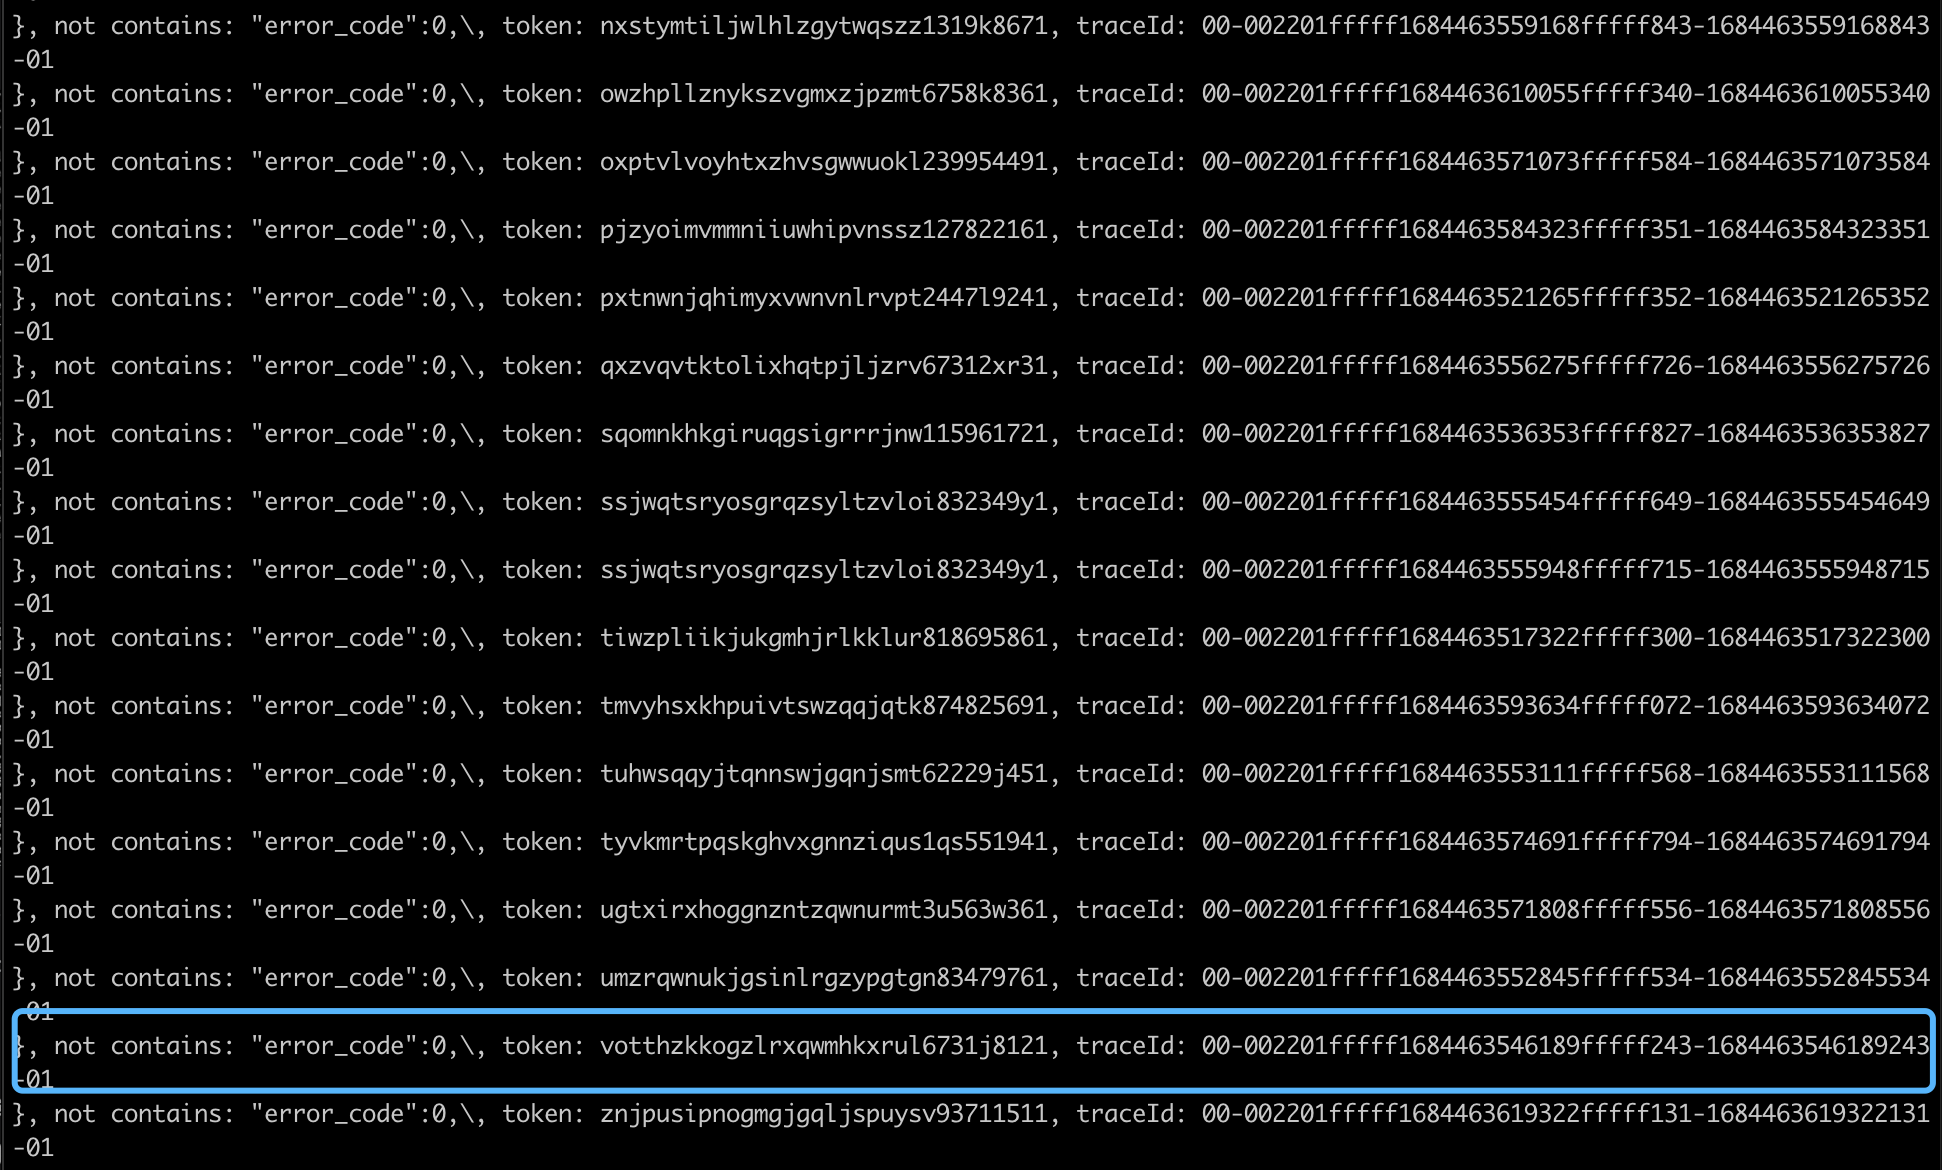 }, not contains: "error_code":0,\, token: nxstymtiljwlhlzgytwqszz1319k8671, traceId: 00-002201fffff1684463559168fffff843-1684463559168843
-01
}, not contains: "error_code":0,\, token: owzhpllznykszvgmxzjpzmt6758k8361, traceId: 00-002201fffff1684463610055fffff340-1684463610055340
-01
}, not contains: "error_code":0,\, token: oxptvlvoyhtxzhvsgwwuokl239954491, traceId: 00-002201fffff1684463571073fffff584-1684463571073584
-01
}, not contains: "error_code":0,\, token: pjzyoimvmmniiuwhipvnssz127822161, traceId: 00-002201fffff1684463584323fffff351-1684463584323351
-01
}, not contains: "error_code":0,\, token: pxtnwnjqhimyxvwnvnlrvpt2447l9241, traceId: 00-002201fffff1684463521265fffff352-1684463521265352
-01
}, not contains: "error_code":0,\, token: qxzvqvtktolixhqtpjljzrv67312xr31, traceId: 00-002201fffff1684463556275fffff726-1684463556275726
-01
}, not contains: "error_code":0,\, token: sqomnkhkgiruqgsigrrrjnw115961721, traceId: 00-002201fffff1684463536353fffff827-1684463536353827
-01
}, not contains: "error_code":0,\, token: ssjwqtsryosgrqzsyltzvloi832349y1, traceId: 00-002201fffff1684463555454fffff649-1684463555454649
-01
}, not contains: "error_code":0,\, token: ssjwqtsryosgrqzsyltzvloi832349y1, traceId: 00-002201fffff1684463555948fffff715-1684463555948715
-01
}, not contains: "error_code":0,\, token: tiwzpliikjukgmhjrlkklur818695861, traceId: 00-002201fffff1684463517322fffff300-1684463517322300
-01
}, not contains: "error_code":0,\, token: tmvyhsxkhpuivtswzqqjqtk874825691, traceId: 00-002201fffff1684463593634fffff072-1684463593634072
-01
}, not contains: "error_code":0,\, token: tuhwsqqyjtqnnswjgqnjsmt62229j451, traceId: 00-002201fffff1684463553111fffff568-1684463553111568
-01
}, not contains: "error_code":0,\, token: tyvkmrtpqskghvxgnnziqus1qs551941, traceId: 00-002201fffff1684463574691fffff794-1684463574691794
-01
}, not contains: "error_code":0,\, token: ugtxirxhoggnzntzqwnurmt3u563w361, traceId: 00-002201fffff1684463571808fffff556-1684463571808556
-01
}, not contains: "error_code":0,\, token: umzrqwnukjgsinlrgzypgtgn83479761, traceId: 00-002201fffff1684463552845fffff534-1684463552845534
-01
}, not contains: "error_code":0,\, token: votthzkkogzlrxqwmhkxrul6731j8121, traceId: 00-002201fffff1684463546189fffff243-1684463546189243
-01
}, not contains: "error_code":0,\, token: znjpusipnogmgjgqljspuysv93711511, traceId: 00-002201fffff1684463619322fffff131-1684463619322131
-01